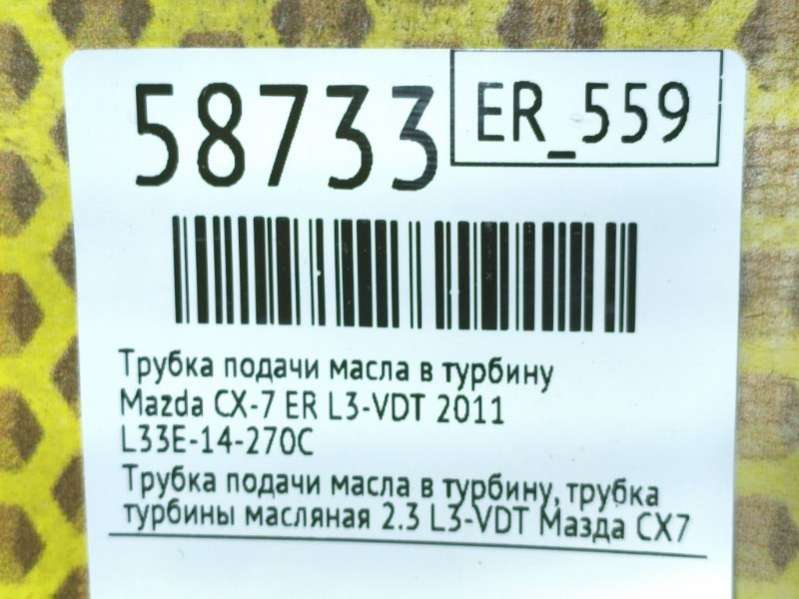 58733
ER_559
Трубка подачи масла в турбину
Mazda CX-7 ER L3-VDT 2011
L33E-14-270C
Трубка подачи масла в турбину, трубка
турбины масляная 2.3 L3-VDT Мазда СХ7